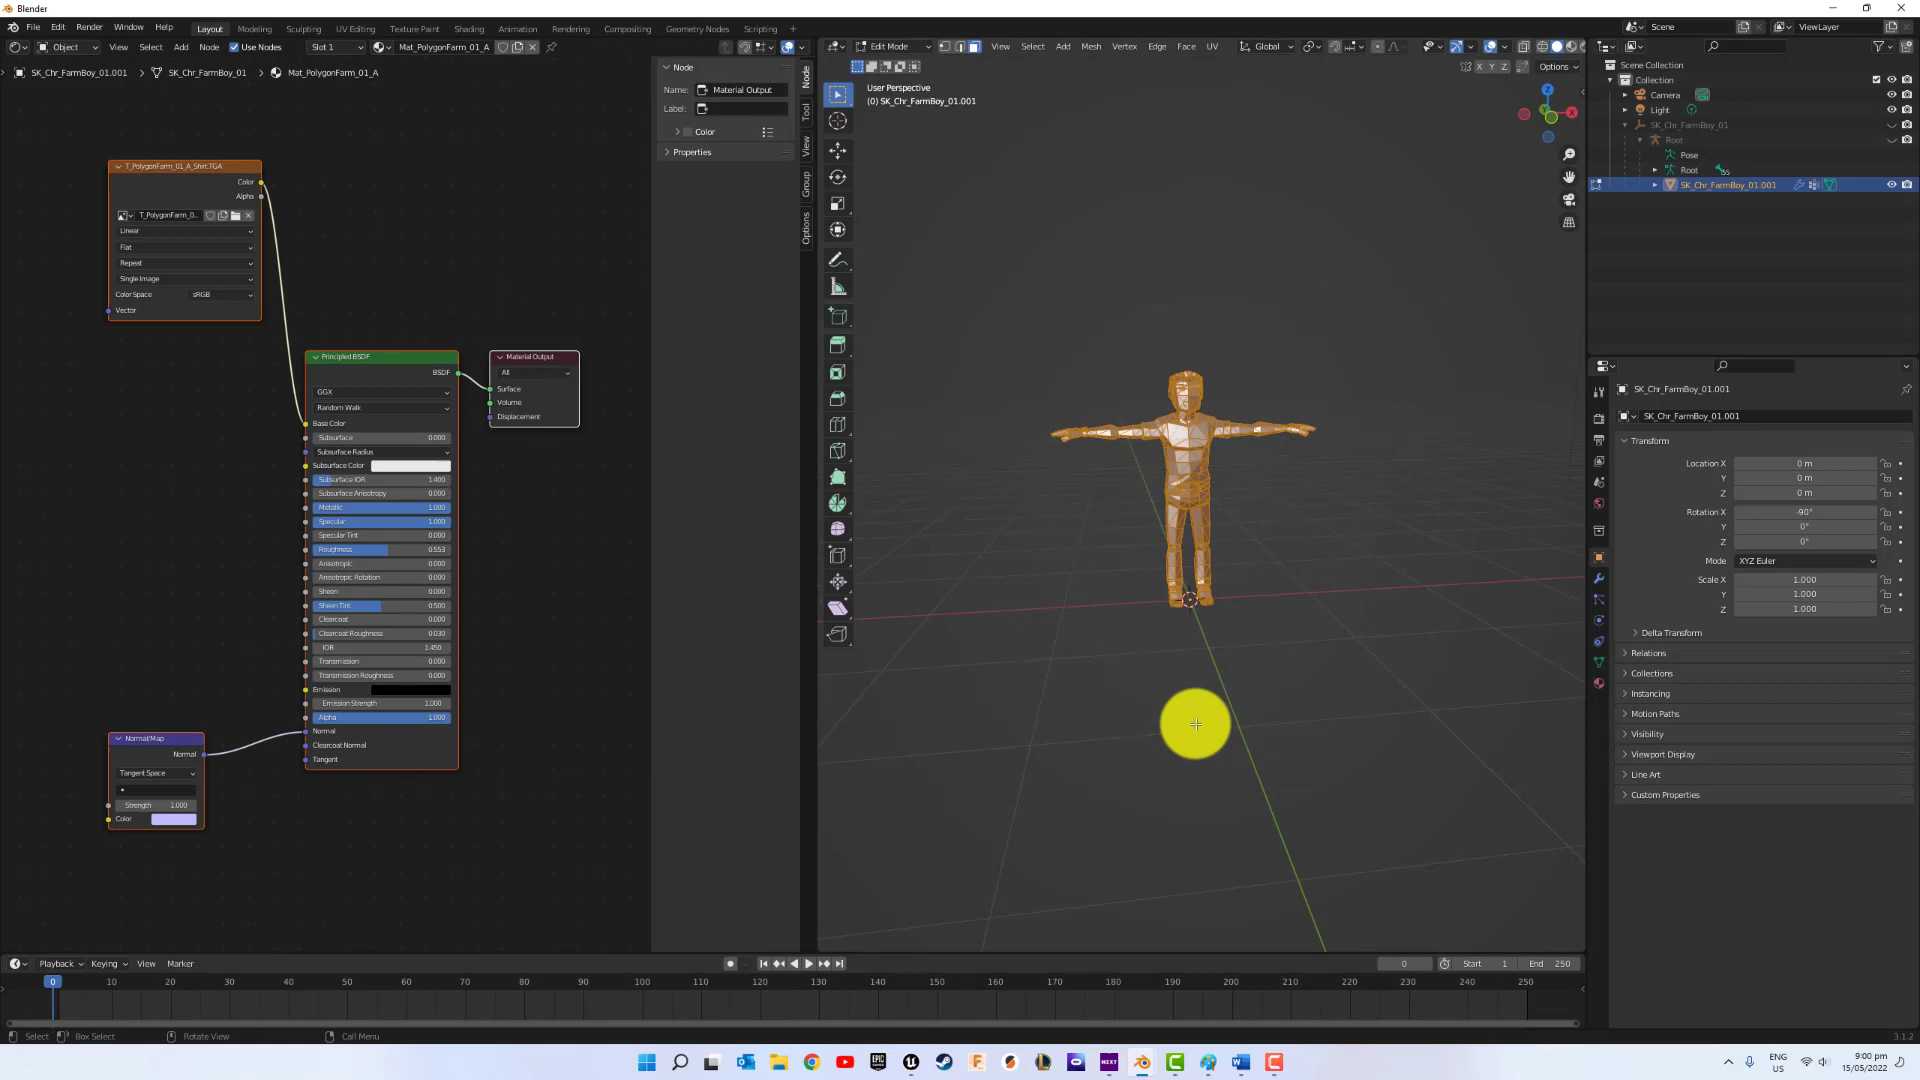 Blender
File Edit Render Window Help Layout Modeling Sculpting UV Editing Texture Paint Shading Animation Rendering Compositing Geometry Nodes Scripting +
Scene ViewLayer
Object View Select Add Node Use Nodes Slot 1 Mat_PolygonFarm_01_A
SK_Chr_FarmBoy_01.001 SK_Chr_FarmBoy_01 Mat_PolygonFarm_01_A
T_PolygonFarm_01_A_Shirt.TGA
Color
Alpha
T_PolygonFarm_0...
Linear
Flat
Repeat
Single Image
Color Space sRGB
Vector
Principled BSDF
BSDF
GGX
Random Walk
Base Color
Subsurface 0.000
Subsurface Radius
Subsurface Color
Subsurface IOR 1.400
Subsurface Anisotropy 0.000
Metallic 1.000
Specular 1.000
Specular Tint 0.000
Roughness 0.553
Anisotropic 0.000
Anisotropic Rotation 0.000
Sheen 0.000
Sheen Tint 0.500
Clearcoat 0.000
Clearcoat Roughness 0.030
IOR 1.450
Transmission 0.000
Transmission Roughness 0.000
Emission
Emission Strength 1.000
Alpha 1.000
Normal
Clearcoat Normal
Tangent
Material Output
All
Surface
Volume
Displacement
Normal/Map
Normal
Tangent Space
Strength 1.000
Color
Node
Name: Material Output
Label:
Color
Properties
Node
Tool
View
Group
Options
Edit Mode View Select Add Mesh Vertex Edge Face UV Global
X Y Z Options
User Perspective
(0) SK_Chr_FarmBoy_01.001
Z
Scene Collection
Collection
Camera
Light
SK_Chr_FarmBoy_01
Root
Pose
Root
SK_Chr_FarmBoy_01.001
SK_Chr_FarmBoy_01.001
SK_Chr_FarmBoy_01.001
Transform
Location X 0 m
Y 0 m
Z 0 m
Rotation X -90°
Y 0°
Z 0°
Mode XYZ Euler
Scale X 1.000
Y 1.000
Z 1.000
Delta Transform
Relations
Collections
Instancing
Motion Paths
Visibility
Viewport Display
Line Art
Custom Properties
Playback Keying View Marker 0 Start 1 End 250
0 10 20 30 40 50 60 70 80 90 100 110 120 130 140 150 160 170 180 190 200 210 220 230 240 250
Select Box Select Rotate View Call Menu 3.1.2
EPIC
NEXT
ENG
US
9:00 pm
15/05/2022